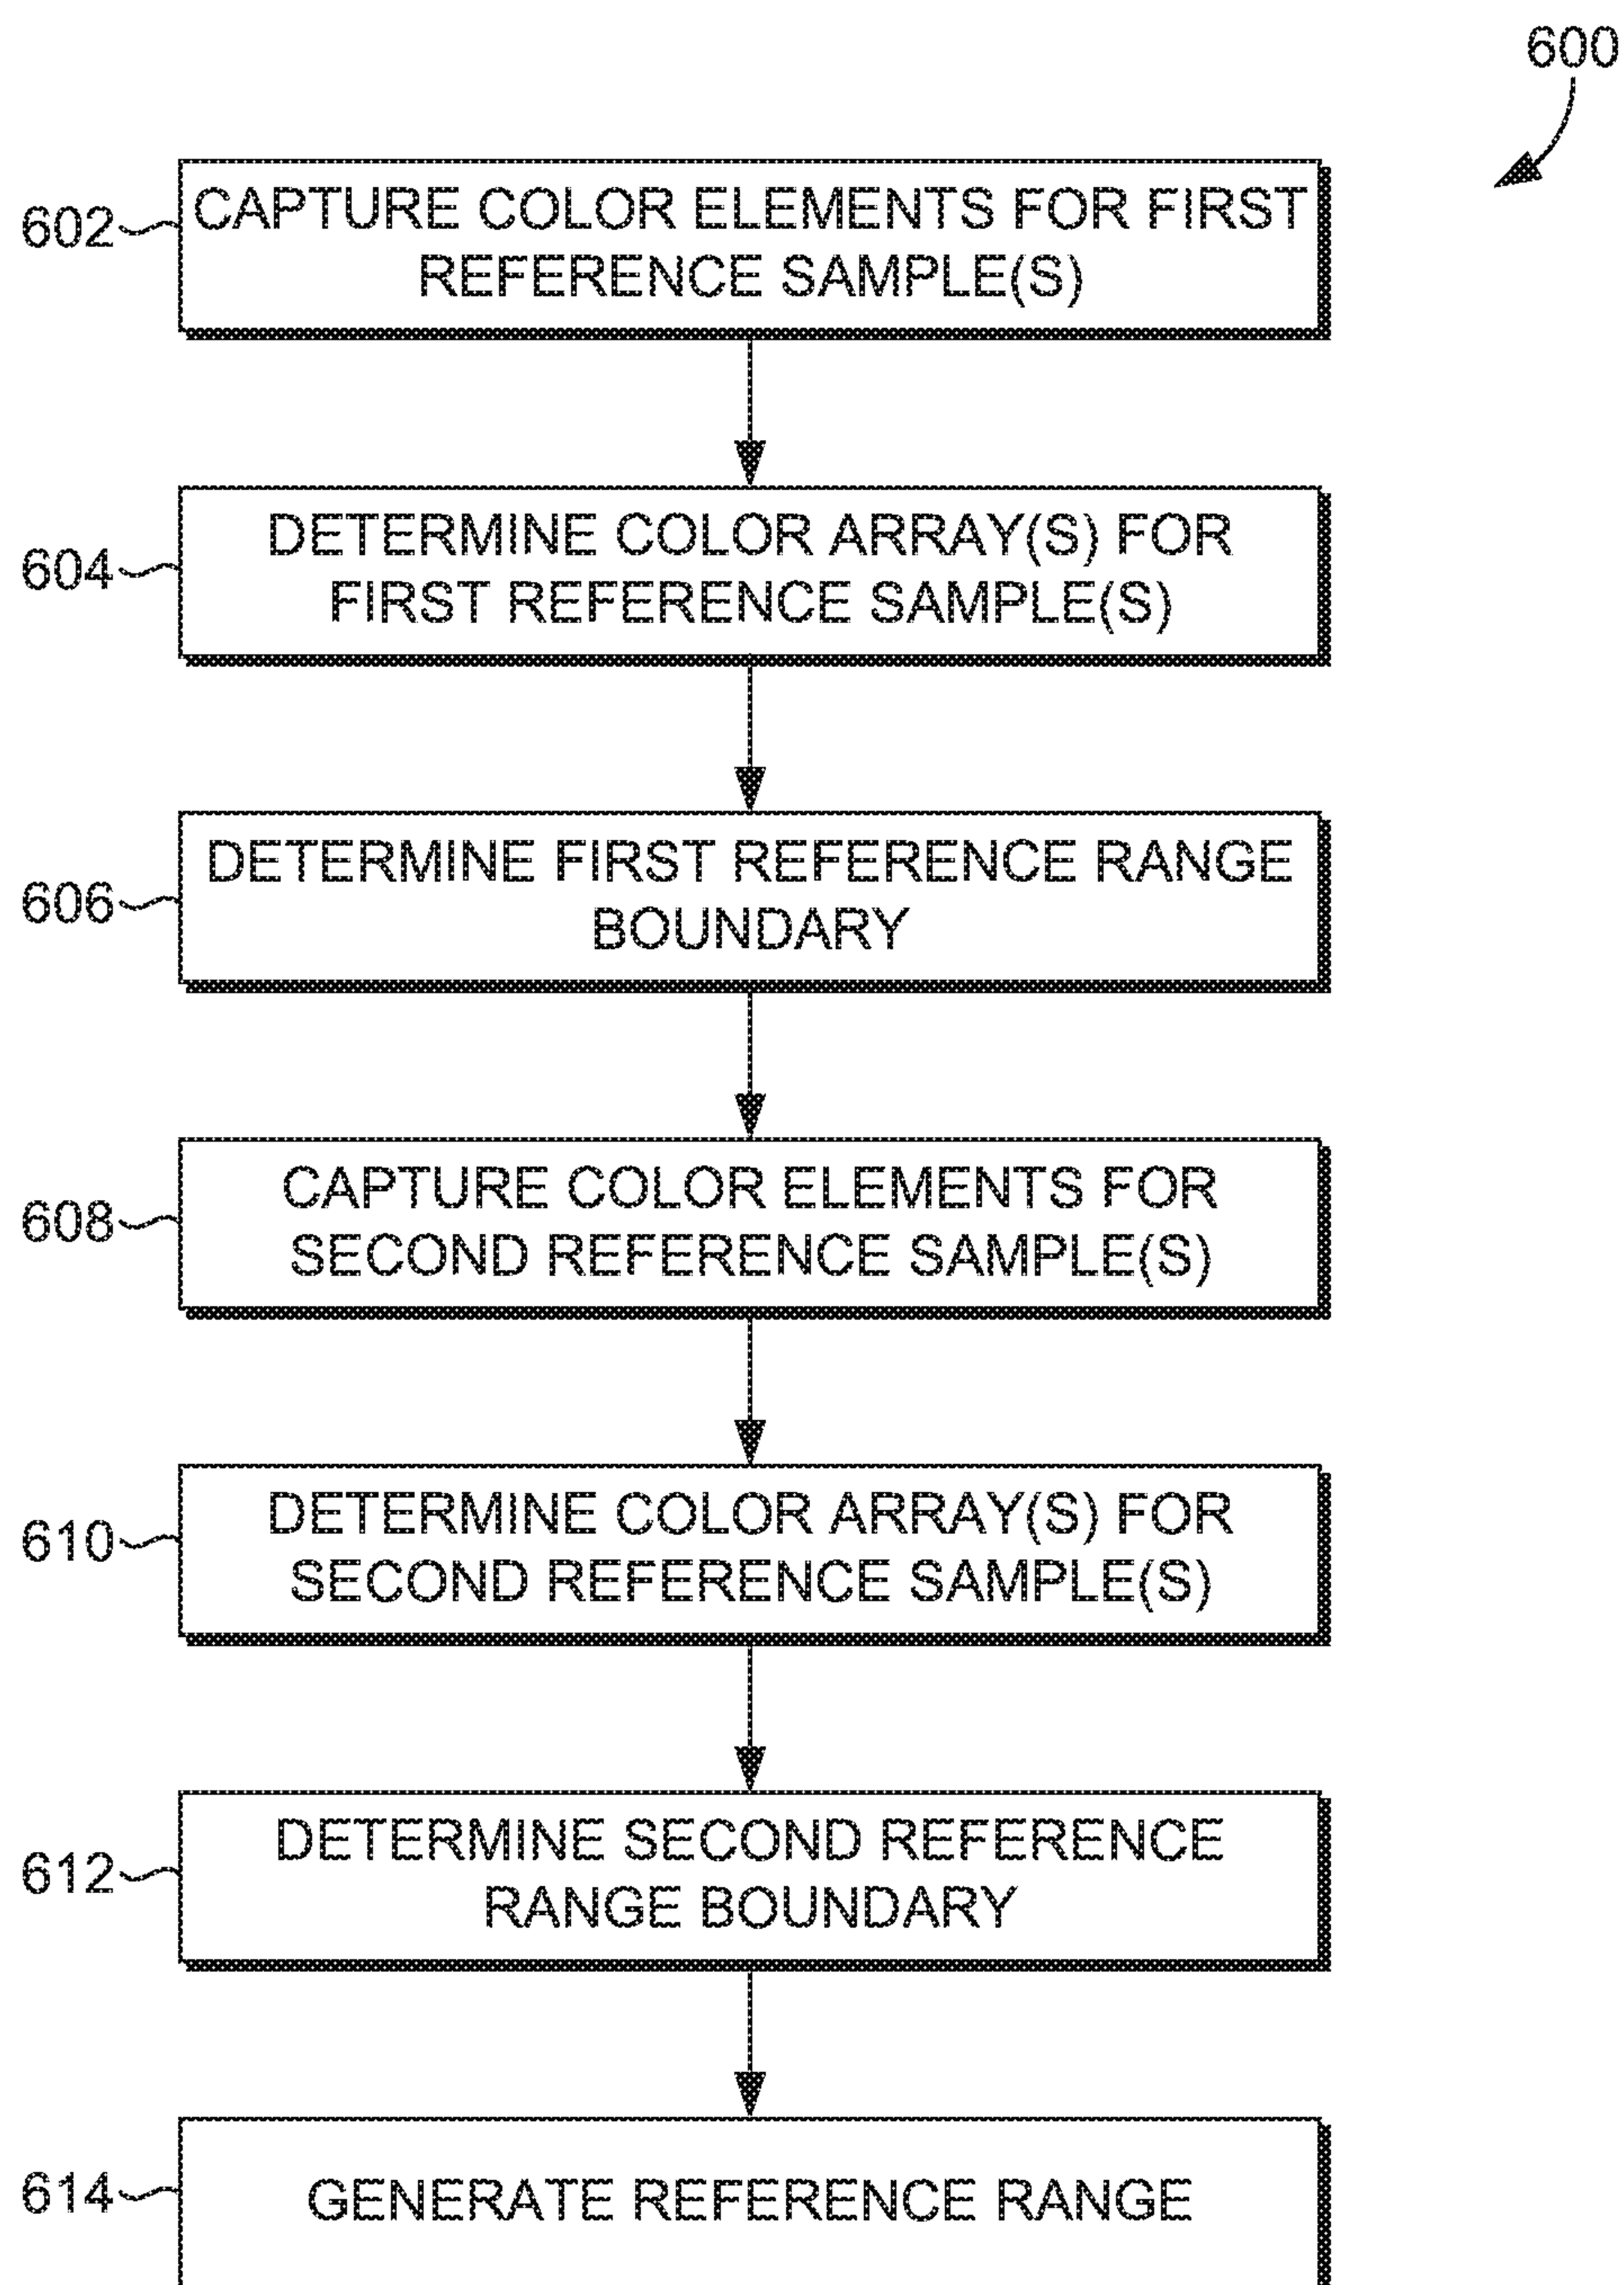 600
602
CAPTURE COLOR ELEMENTS FOR FIRST
REFERENCE SAMPLE(S)
604
DETERMINE COLOR ARRAY(S) FOR
FIRST REFERENCE SAMPLE(S)
606
DETERMINE FIRST REFERENCE RANGE
BOUNDARY
608
CAPTURE COLOR ELEMENTS FOR
SECOND REFERENCE SAMPLE(S)
610
DETERMINE COLOR ARRAY(S) FOR
SECOND REFERENCE SAMPLE(S)
612
DETERMINE SECOND REFERENCE
RANGE BOUNDARY
614
GENERATE REFERENCE RANGE